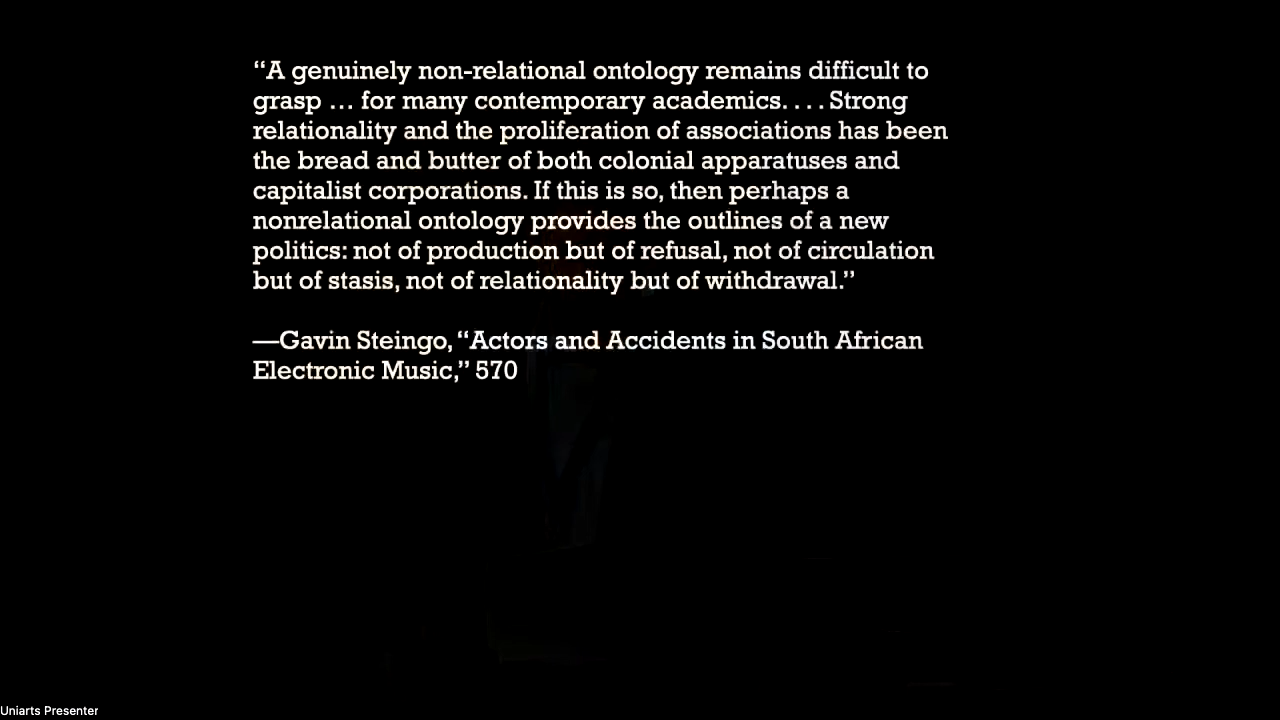 “A genuinely non-relational ontology remains difficult to
grasp … for many contemporary academics. . . . Strong
relationality and the proliferation of associations has been
the bread and butter of both colonial apparatuses and
capitalist corporations. If this is so, then perhaps a
nonrelational ontology provides the outlines of a new
politics: not of production but of refusal, not of circulation
but of stasis, not of relationality but of withdrawal.”
—Gavin Steingo, “Actors and Accidents in South African
Electronic Music,” 570
Uniarts Presenter